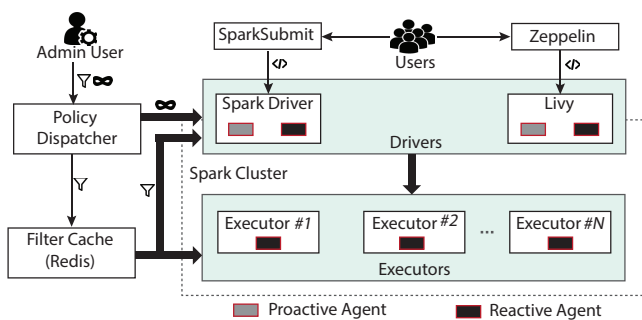 SparkSubmit
Users
Zeppelin
Admin User
</>
</>
Policy
Dispatcher
Spark Driver
Livy
Drivers
Spark Cluster
Filter Cache
(Redis)
Executor #1
Executor #2
...
Executor #N
Executors
Proactive Agent
Reactive Agent